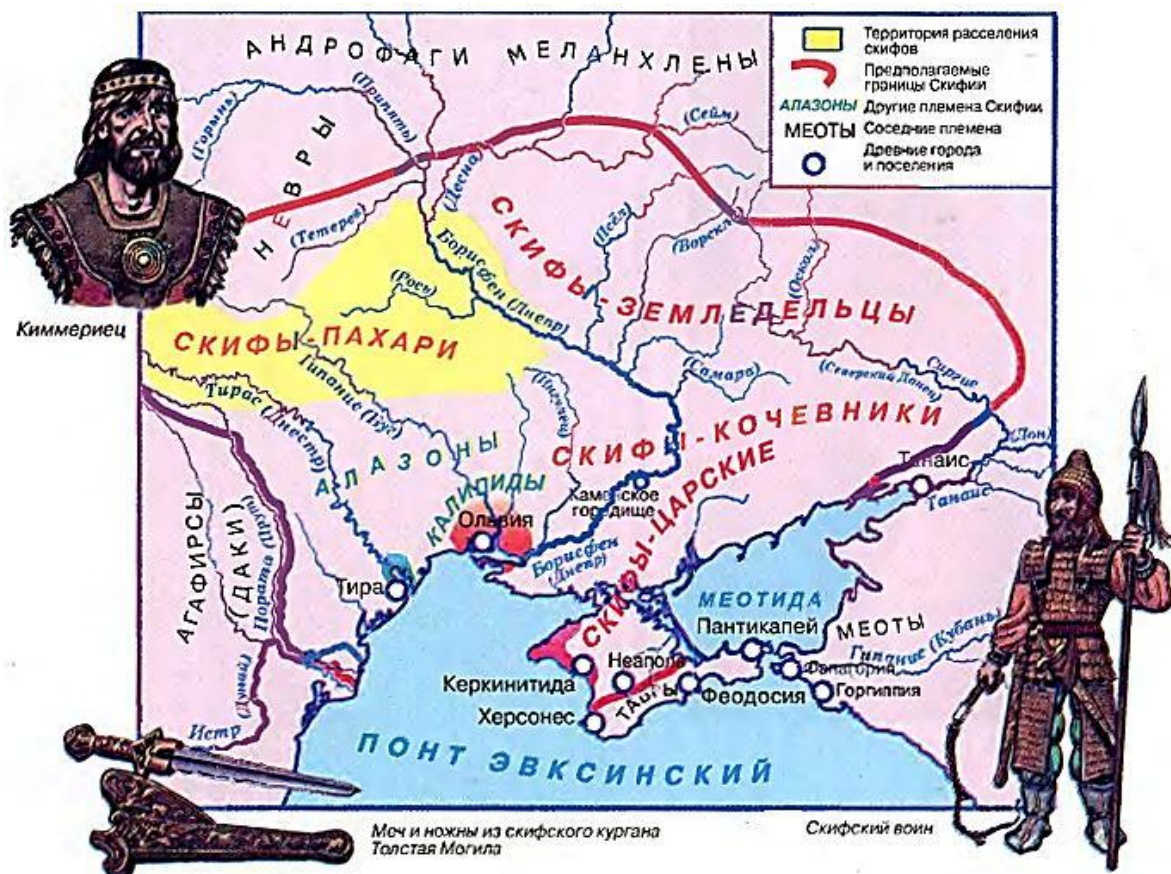 АНДРОФАГИ МЕЛАНХЛЕНЫ
Территория расселения
скифов
Предполагаемые
границы Скифии
АЛАЗОНЫ Другие племена Скифии
МЕОТЫ Соседние племена
Древние города
и поселения
(Горынь)
(Припять)
(Сейм)
НЕВРЫ
(Десна)
(Тетерев)
(Псёл)
(Ворскл
(Оскол)
СКИФЫ-ЗЕМЛЕДЕЛЬЦЫ
Борисфен (Днепр)
(Рось)
Киммериец
СКИФЫ-ПАХАРИ
Гипанис (Буг)
Тирас (Днестр)
(Самара)
(Северский Донец)
Сиргис
СКИФЫ-КОЧЕВНИКИ
(Дон)
АЛАЗОНЫ
КАЛИПИДЫ
Танаис
Танаис
Каменское
городище
СКИФЫ-ЦАРСКИЕ
Ольвия
Борисфен
(Днепр)
АГАФИРСЫ
(ДАКИ)
Пората (Прут)
Тира
МЕОТИДА
Пантикапей
МЕОТЫ
Гипанис (Кубань)
Неаполь
Фанагория
Керкинитида
ТАВРЫ
Феодосия
Горгиппия
Херсонес
Истр (Дунай)
ПОНТ ЭВКСИНСКИЙ
Меч и ножны из скифского кургана
Толстая Могила
Скифский воин